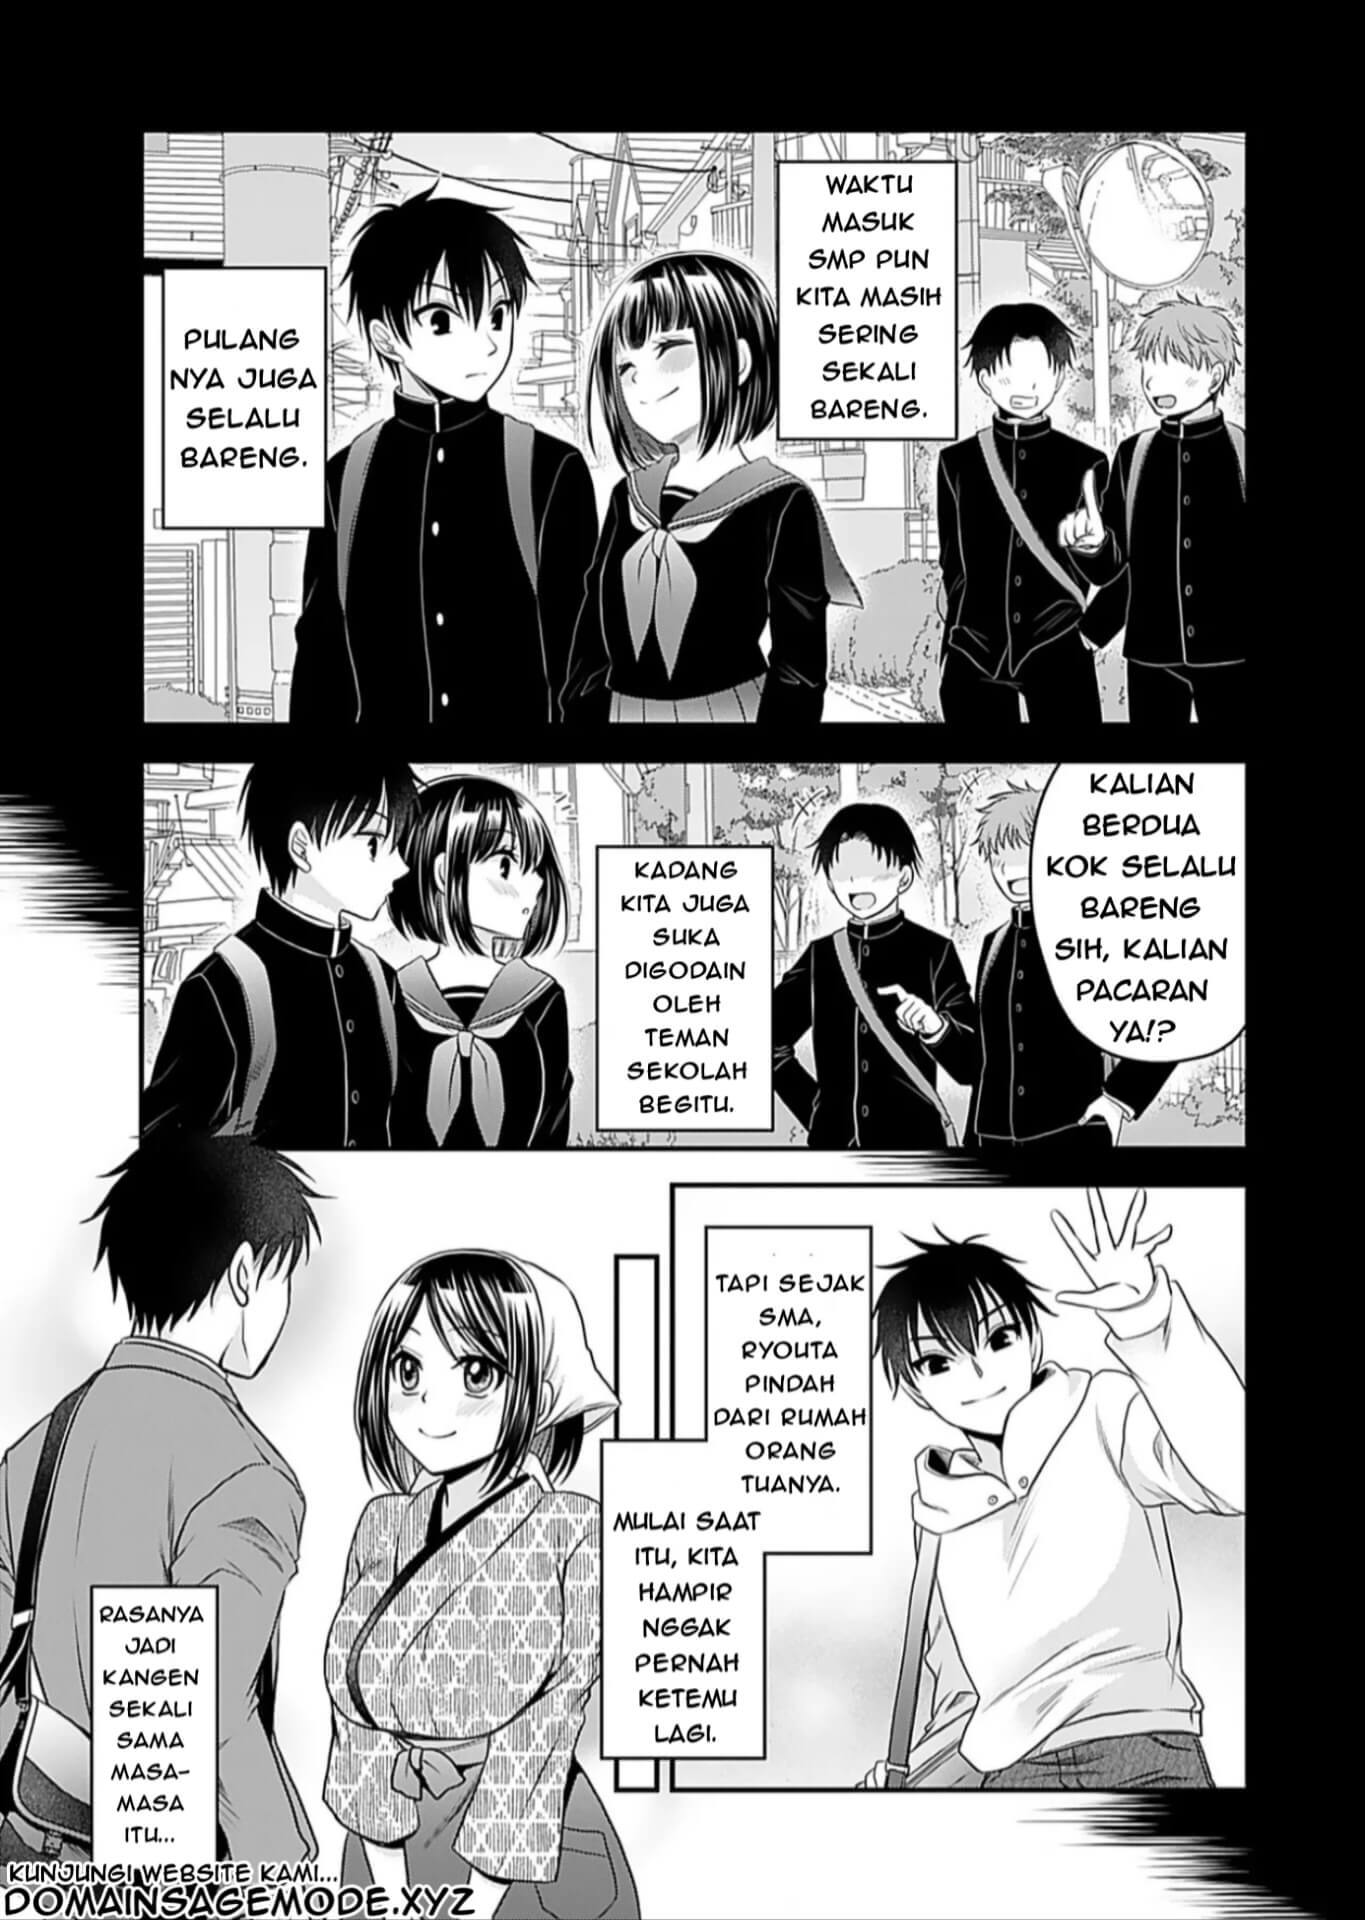 WAKTU
MASUK
SMP PUN
KITA MASIH
SERING
SEKALI
BARENG.
PULANG
NYA JUGA
SELALU
BARENG.
KALIAN
BERDUA
KOK SELALU
BARENG
SIH, KALIAN
PACARAN
YA!?
KADANG
KITA JUGA
SUKA
DIGODAIN
OLEH
TEMAN
SEKOLAH
BEGITU.
TAPI SEJAK
SMA,
RYOUTA
PINDAH
DARI RUMAH
ORANG
TUANYA.
MULAI SAAT
ITU, KITA
HAMPIR
NGGAK
PERNAH
KETEMU
LAGI.
RASANYA
JADI
KANGEN
SEKALI
SAMA
MASA-
MASA
ITU...
KUNJUNGI WEBSITE KAMI...
DOMAINSAGEMODE.XYZ